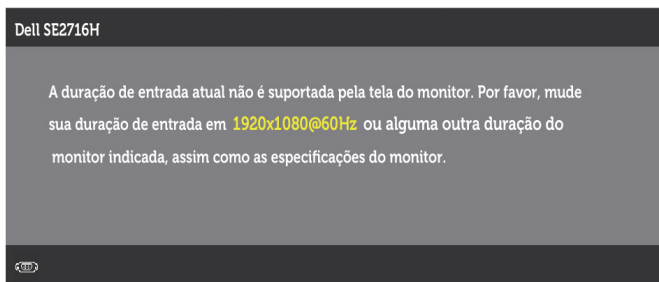 Dell SE2716H
A duração de entrada atual não é suportada pela tela do monitor. Por favor, mude
sua duração de entrada em 1920x1080@60Hz ou alguma outra duração do
monitor indicada, assim como as especificações do monitor.